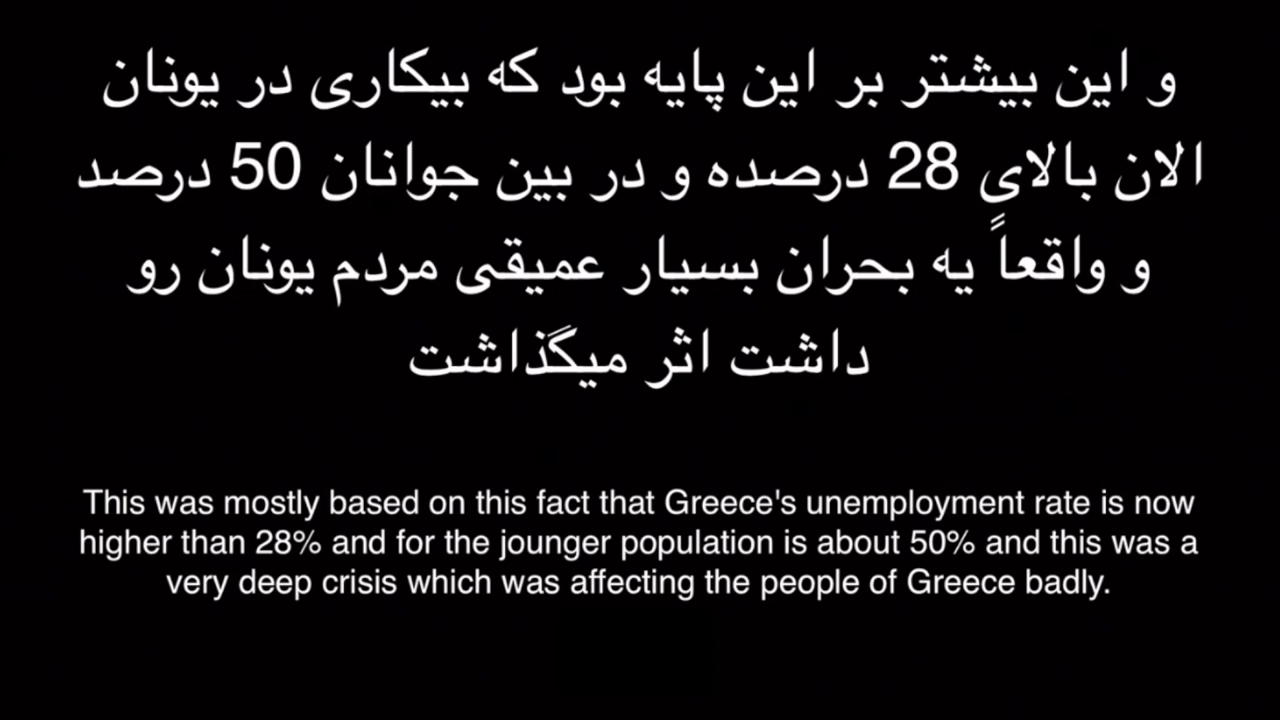 و این بیشتر بر این پایه بود که بیکاری در یونان
الان بالای 28 درصده و در بین جوانان 50 درصد
و واقعاً یه بحران بسیار عمیقی مردم یونان رو
داشت اثر میگذاشت
This was mostly based on this fact that Greece's unemployment rate is now
higher than 28% and for the jounger population is about 50% and this was a
very deep crisis which was affecting the people of Greece badly.